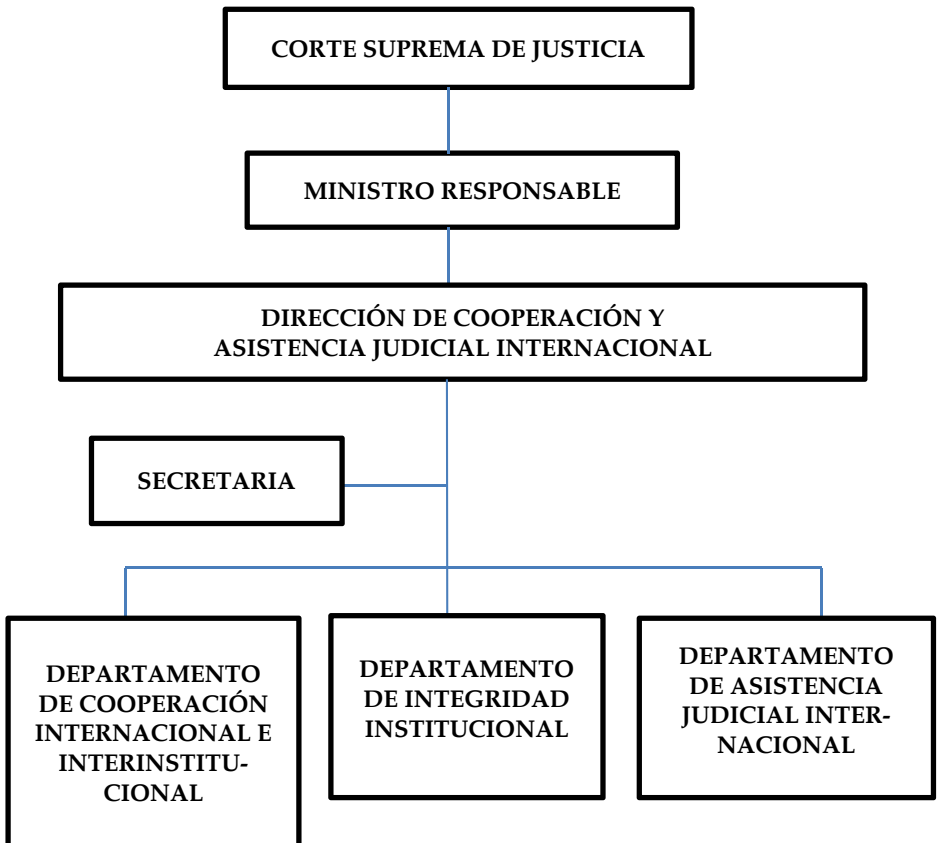 CORTE SUPREMA DE JUSTICIA
MINISTRO RESPONSABLE
DIRECCIÓN DE COOPERACIÓN Y
ASISTENCIA JUDICIAL INTERNACIONAL
SECRETARIA
DEPARTAMENTO
DE COOPERACIÓN
INTERNACIONAL E
INTERINSTITU-
CIONAL
DEPARTAMENTO
DE INTEGRIDAD
INSTITUCIONAL
DEPARTAMENTO
DE ASISTENCIA
JUDICIAL INTER-
NACIONAL